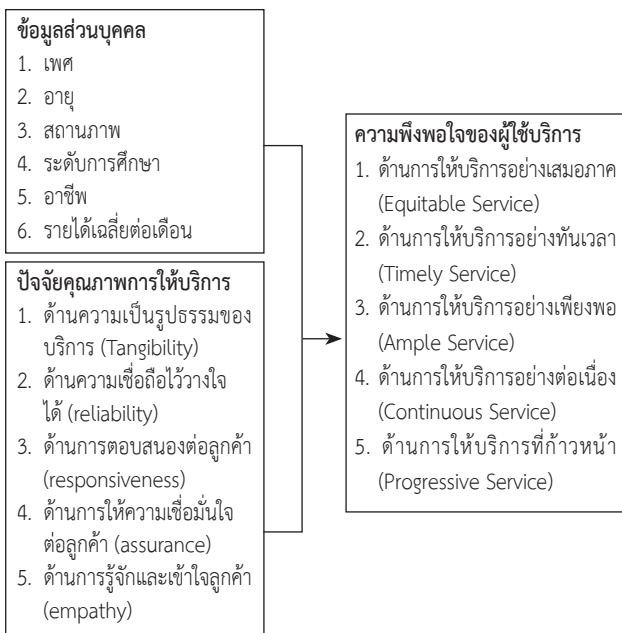 ข้อมูลส่วนบุคคล
1. เพศ
2. อายุ
3. สถานภาพ
4. ระดับการศึกษา
5. อาชีพ
6. รายได้เฉลี่ยต่อเดือน
ปัจจัยคุณภาพการให้บริการ
1. ด้านความเป็นรูปธรรมของ
บริการ (Tangibility)
2. ด้านความเชื่อถือไว้วางใจ
ได้ (reliability)
3. ด้านการตอบสนองต่อลูกค้า
(responsiveness)
4. ด้านการให้ความเชื่อมั่นใจ
ต่อลูกค้า (assurance)
5. ด้านการรู้จักและเข้าใจลูกค้า
(empathy)
ความพึงพอใจของผู้ใช้บริการ
1. ด้านการให้บริการอย่างเสมอภาค
(Equitable Service)
2. ด้านการให้บริการอย่างทันเวลา
(Timely Service)
3. ด้านการให้บริการอย่างเพียงพอ
(Ample Service)
4. ด้านการให้บริการอย่างต่อเนื่อง
(Continuous Service)
5. ด้านการให้บริการที่ก้าวหน้า
(Progressive Service)